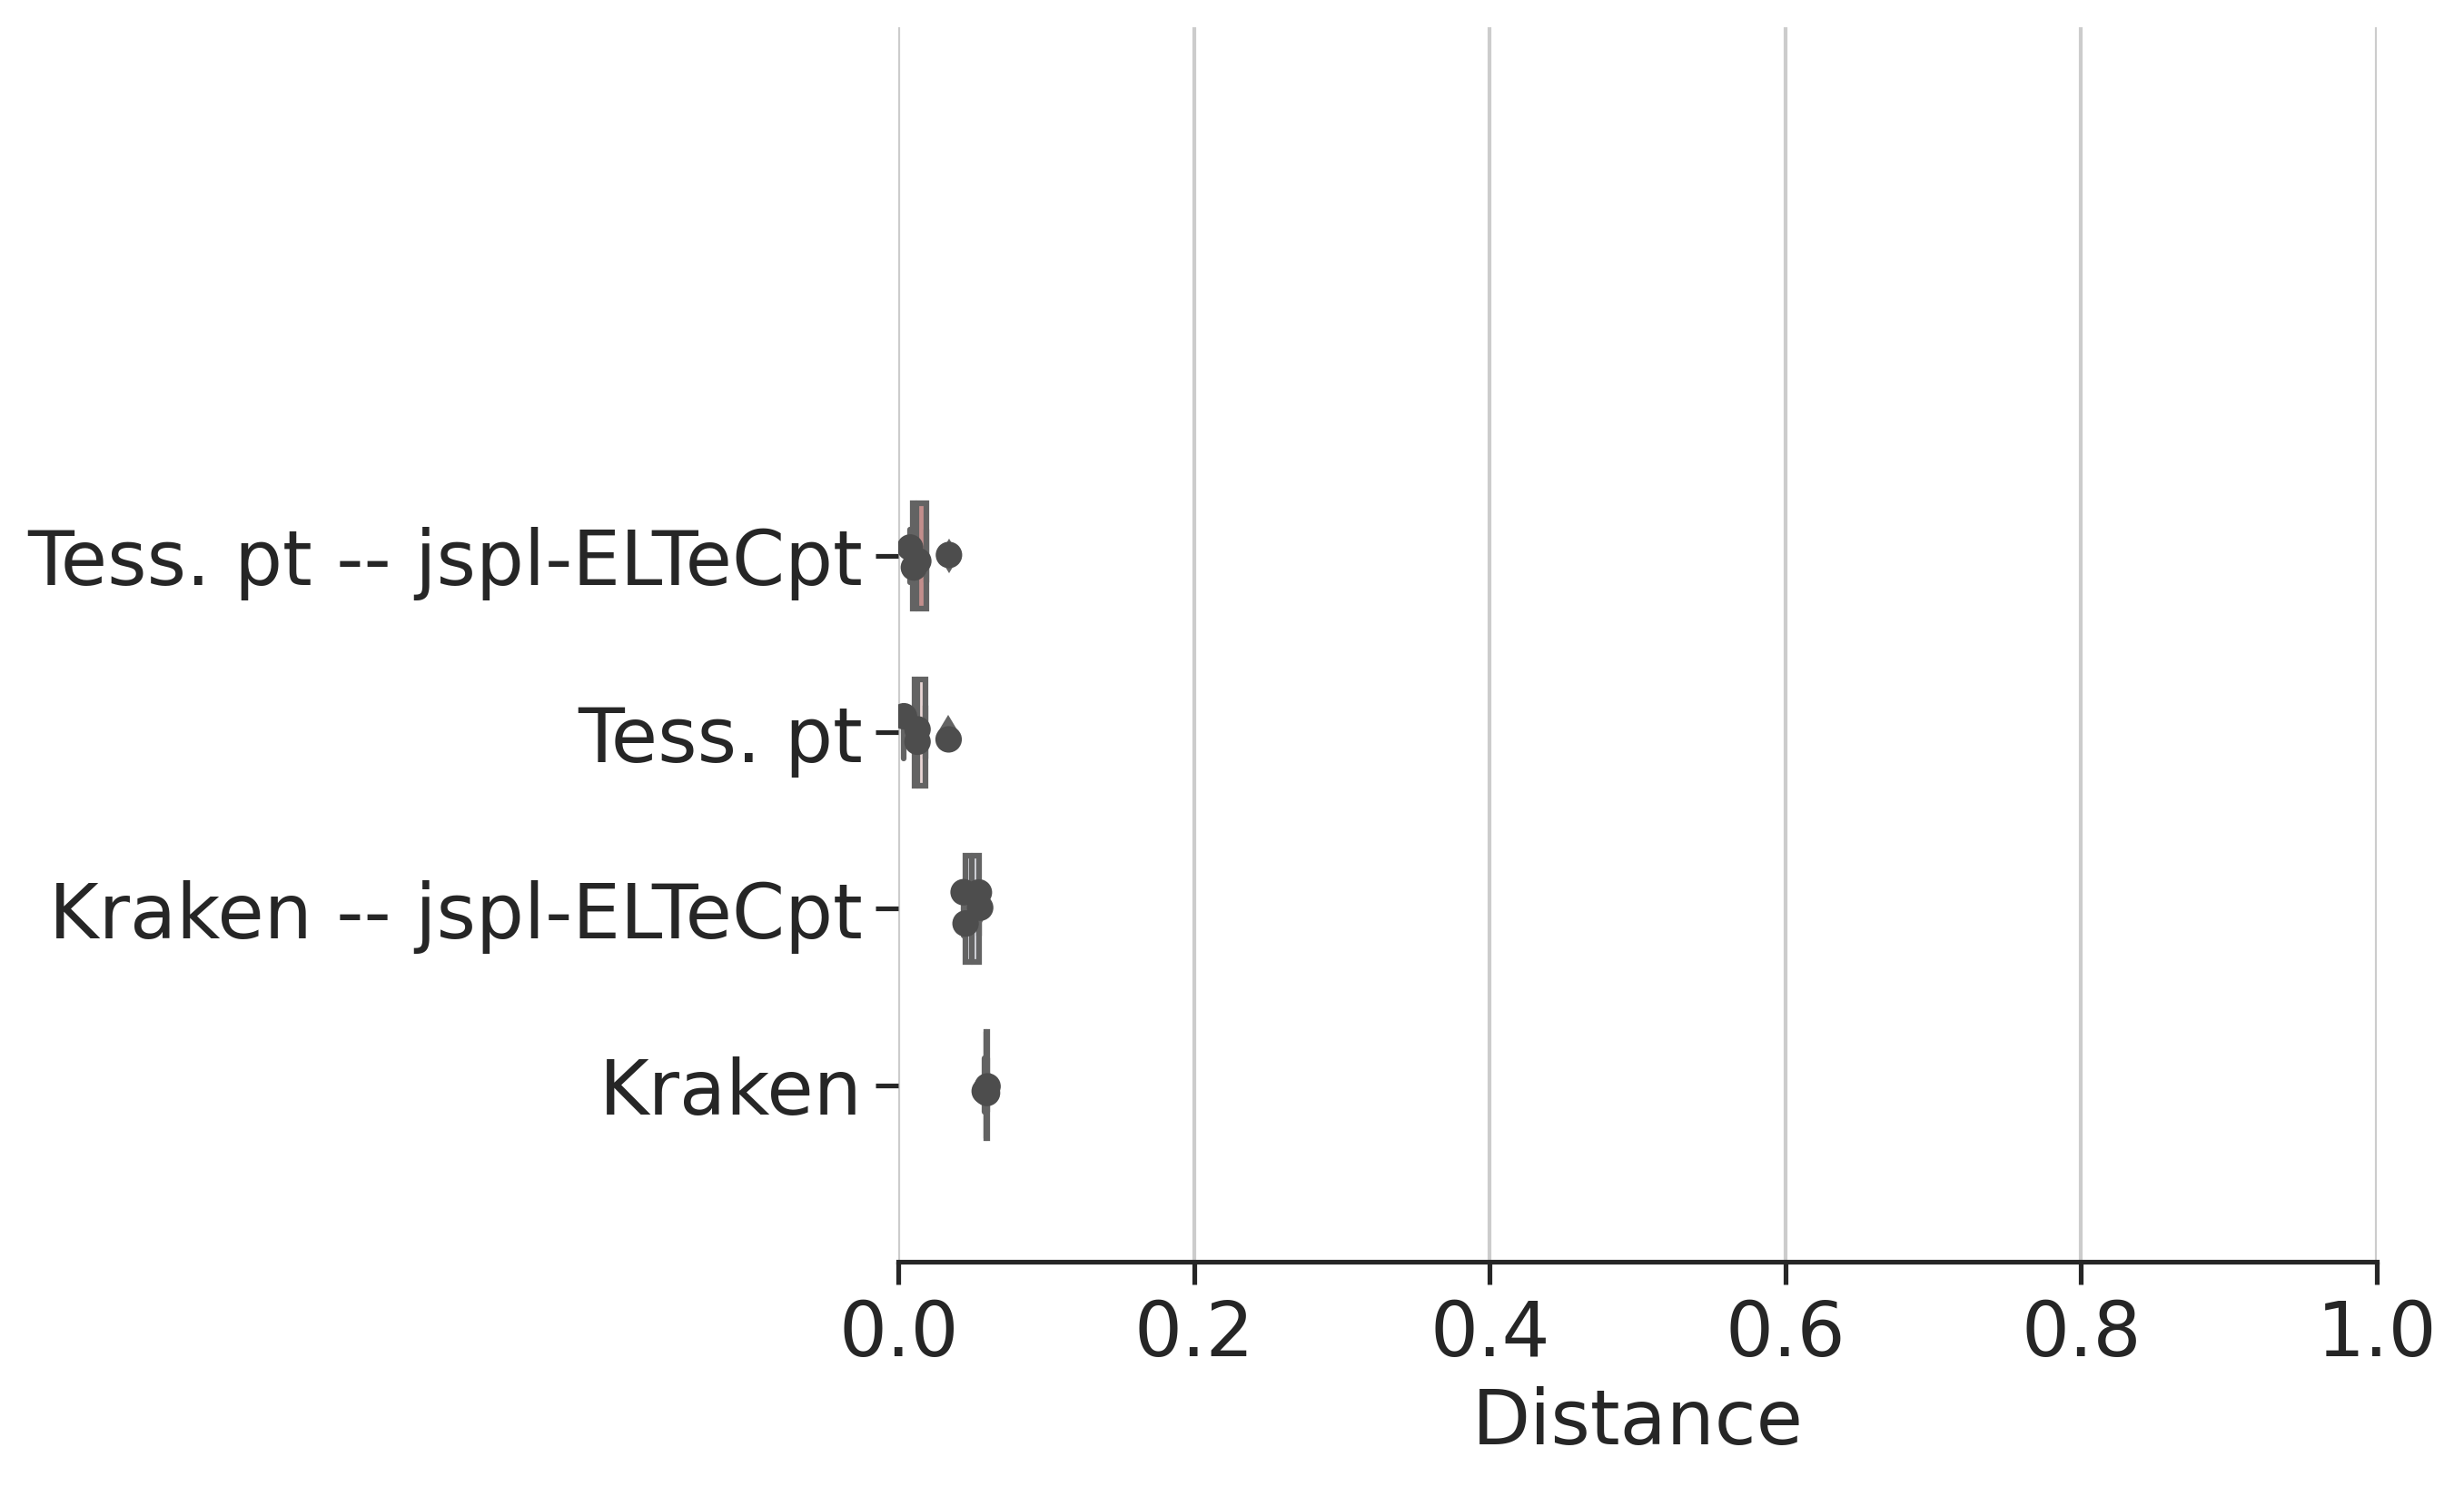 Tess. pt -- jspl-ELTeCpt
Tess. pt
Kraken -- jspl-ELTeCpt
Kraken
0.0 0.2 0.4 0.6 0.8 1.0
Distance